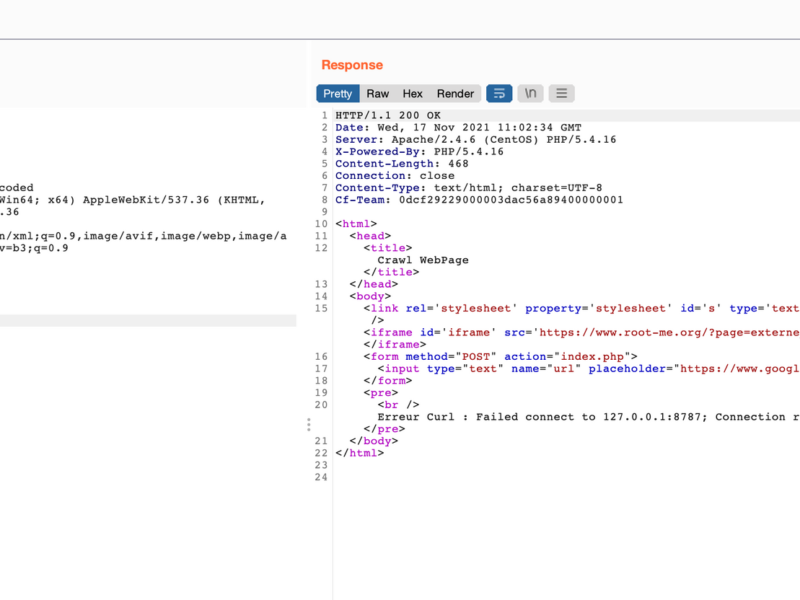 Response
Pretty Raw Hex Render \n
1 HTTP/1.1 200 OK
2 Date: Wed, 17 Nov 2021 11:02:34 GMT
3 Server: Apache/2.4.6 (CentOS) PHP/5.4.16
4 X-Powered-By: PHP/5.4.16
5 Content-Length: 468
6 Connection: close
7 Content-Type: text/html; charset=UTF-8
8 Cf-Team: 0dcf29229000003dac56a89400000001
9
10 <html>
11 <head>
12 <title>
Crawl WebPage
</title>
13 </head>
14 <body>
15 <link rel='stylesheet' property='stylesheet' id='s' type='text
/>
<iframe id='iframe' src='https://www.root-me.org/?page=externe
</iframe>
16 <form method="POST" action="index.php">
17 <input type="text" name="url" placeholder="https://www.googl
18 </form>
19 <pre>
20 <br />
Erreur Curl : Failed connect to 127.0.0.1:8787; Connection r
</pre>
21 </body>
22 </html>
23
24
coded
Win64; x64) AppleWebKit/537.36 (KHTML,
.36
n/xml;q=0.9,image/avif,image/webp,image/a
v=b3;q=0.9